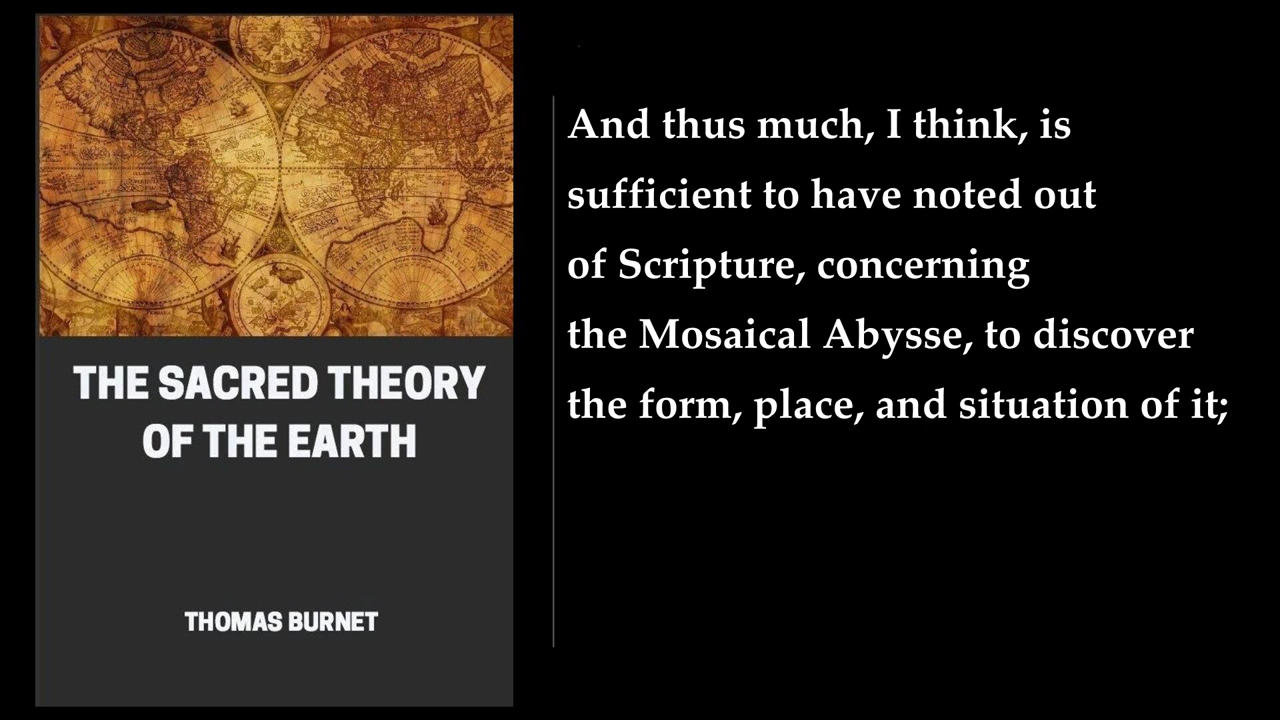 THE SACRED THEORY
OF THE EARTH
THOMAS BURNET
And thus much, I think, is
sufficient to have noted out
of Scripture, concerning
the Mosaical Abysse, to discover
the form, place, and situation of it;